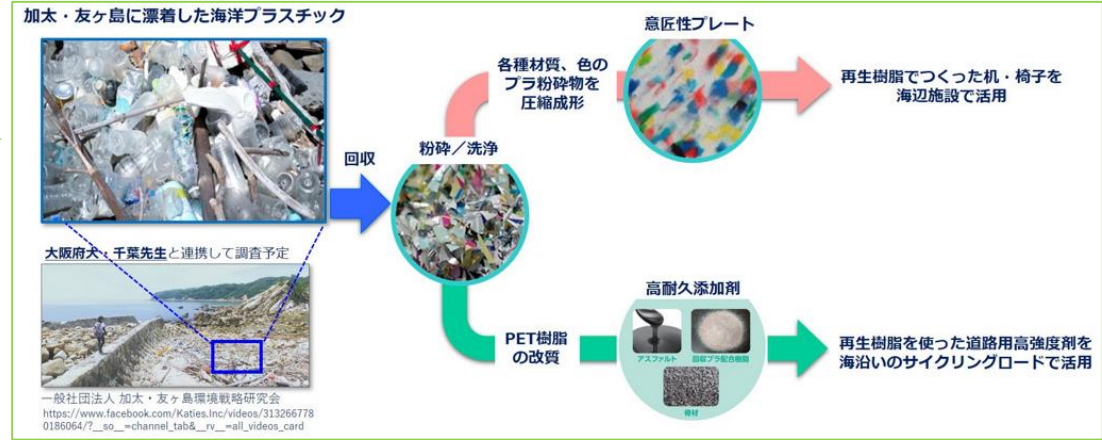 加太・友ヶ島に漂着した海洋プラスチック
回収
大阪府大・千葉先生と連携して調査予定
一般社団法人 加太・友ヶ島環境戦略研究会
https://www.facebook.com/Katies.Inc/videos/313266778
0186064/?__so__=channel_tab&__rv__=all_videos_card
粉砕／洗浄
各種材質、色の
プラ粉砕物を
圧縮成形
意匠性プレート
再生樹脂でつくった机・椅子を
海辺施設で活用
PET樹脂
の改質
高耐久添加剤
アスファルト
回収プラ配合樹脂
骨材
再生樹脂を使った道路用高強度剤を
海沿いのサイクリングロードで活用